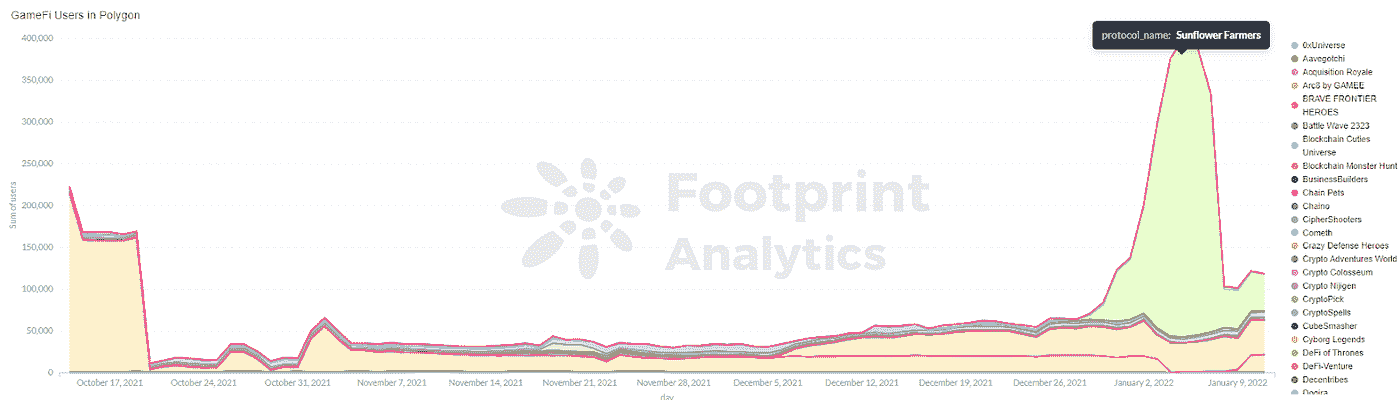 GameFi Users in Polygon
protocol_name: Sunflower Farmers
400,000
350,000
300,000
250,000
200,000
150,000
100,000
50,000
0
Sum of users
Footprint
Analytics
October 17, 2021
October 24, 2021
October 31, 2021
November 7, 2021
November 14, 2021
November 21, 2021
November 28, 2021
December 5, 2021
December 12, 2021
December 19, 2021
December 26, 2021
January 2, 2022
January 9, 2022
day
0xUniverse
Aavegotchi
Acquisition Royale
Arc8 by GAMEE
BRAVE FRONTIER
HEROES
Battle Wave 2323
Blockchain Cuties
Universe
Blockchain Monster Hunt
BusinessBuilders
Chain Pets
Chaino
CipherShooters
Cometh
Crazy Defense Heroes
Crypto Adventures World
Crypto Colosseum
Crypto Nijigen
CryptoPick
CryptoSpells
CubeSmasher
Cyborg Legends
DeFi of Thrones
DeFi-Venture
Decentribes